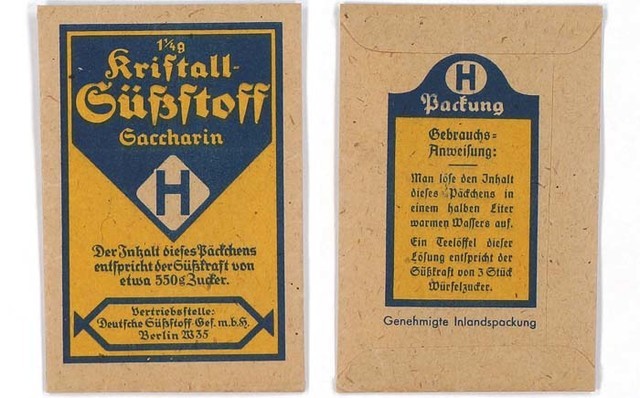 1¼g
Kristall-
Süßstoff
Saccharin
H
Der Inhalt dieses Päckchens
entspricht der Süßkraft von
etwa 550g Zucker.
Vertriebsstelle:
Deutsche Süßstoff-Ges. m. b. H.
Berlin W35
H
Packung
Gebrauchs=
Anweisung:
Man löse den Inhalt
dieses Päckchens in
einem halben Liter
warmen Wassers auf.
Ein Teelöffel dieser
Lösung entspricht der
Süßkraft von 3 Stück
Würfelzucker.
Genehmigte Inlandspackung